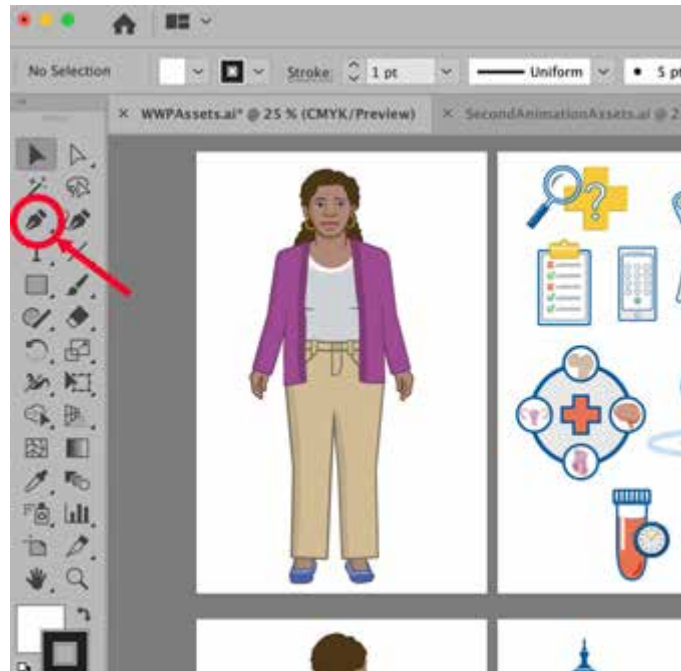 No Selection Stroke: 1 pt Uniform 5 pt
× WWPAssets.ai* @ 25 % (CMYK/Preview) × SecondAnimationAssets.ai @ 2
?